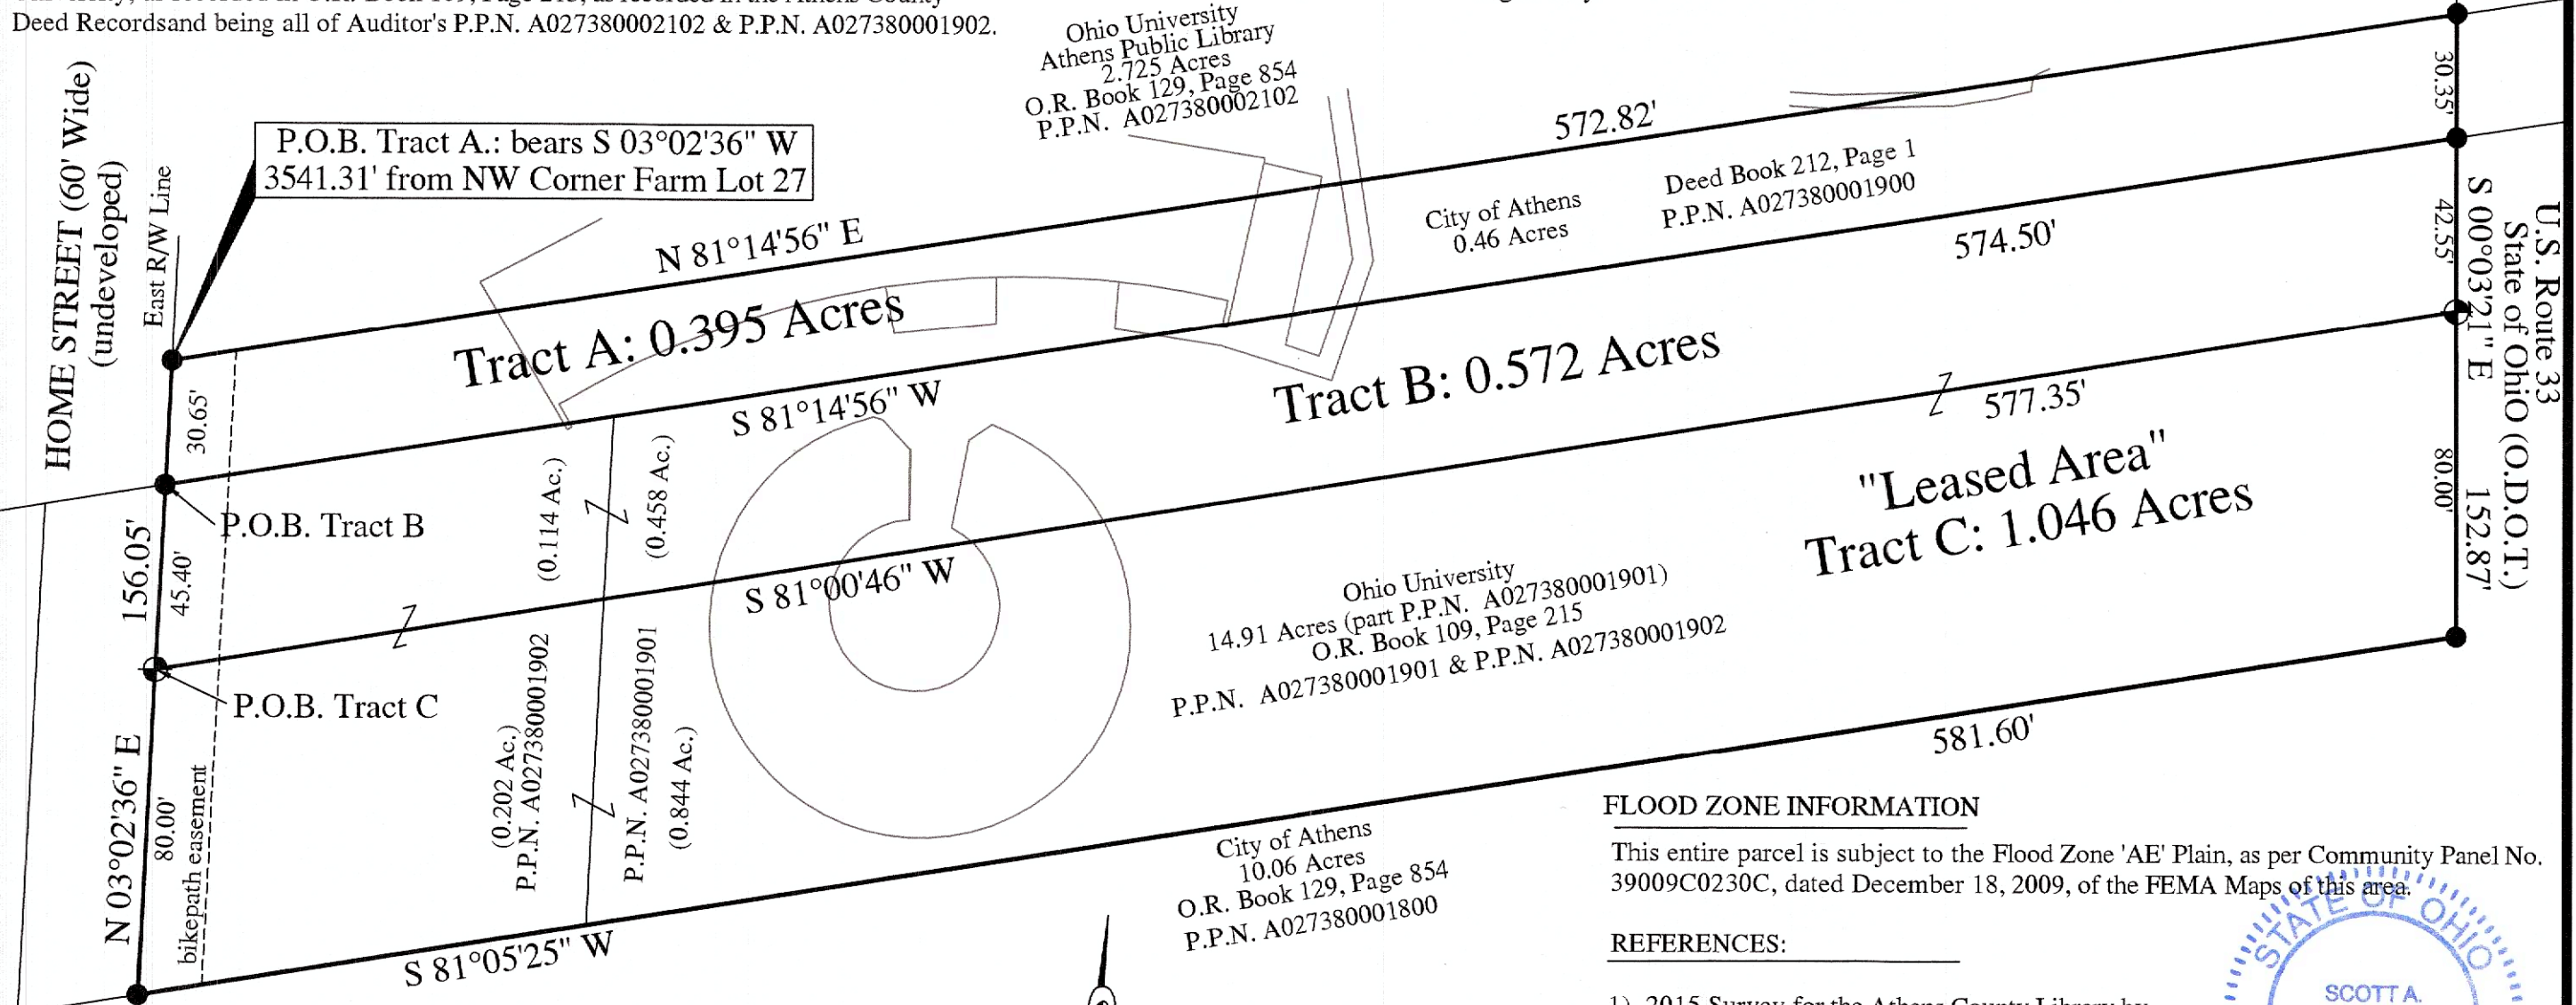 Deed Recordsand being all of Auditor's P.P.N. A027380002102 & P.P.N. A027380001902.
Ohio University
Athens Public Library
2.725 Acres
O.R. Book 129, Page 854
P.P.N. A027380002102
HOME STREET (60' Wide)
(undeveloped)
East R/W Line
P.O.B. Tract A.: bears S 03°02'36" W
3541.31' from NW Corner Farm Lot 27
572.82'
30.35'
N 81°14'56" E
City of Athens
0.46 Acres
Deed Book 212, Page 1
P.P.N. A027380001900
574.50'
42.55'
S 00°03'21" E
152.87'
U.S. Route 33
State of OhiO (O.D.O.T.)
Tract A: 0.395 Acres
30.65'
S 81°14'56" W
Tract B: 0.572 Acres
577.35'
P.O.B. Tract B
(0.114 Ac.)
(0.458 Ac.)
156.05'
45.40'
S 81°00'46" W
"Leased Area"
Tract C: 1.046 Acres
80.00'
Ohio University
14.91 Acres (part P.P.N. A027380001901)
O.R. Book 109, Page 215
P.P.N. A027380001901 & P.P.N. A027380001902
P.O.B. Tract C
(0.202 Ac.)
P.P.N. A027380001902
P.P.N. A027380001901
(0.844 Ac.)
581.60'
N 03°02'36" E
80.00'
bikepath easement
S 81°05'25" W
City of Athens
10.06 Acres
O.R. Book 129, Page 854
P.P.N. A027380001800
FLOOD ZONE INFORMATION
This entire parcel is subject to the Flood Zone 'AE' Plain, as per Community Panel No.
39009C0230C, dated December 18, 2009, of the FEMA Maps of this area.
REFERENCES:
1) 2015 Survey for the Athens County Library by
STATE OF OHIO
SCOTT A.